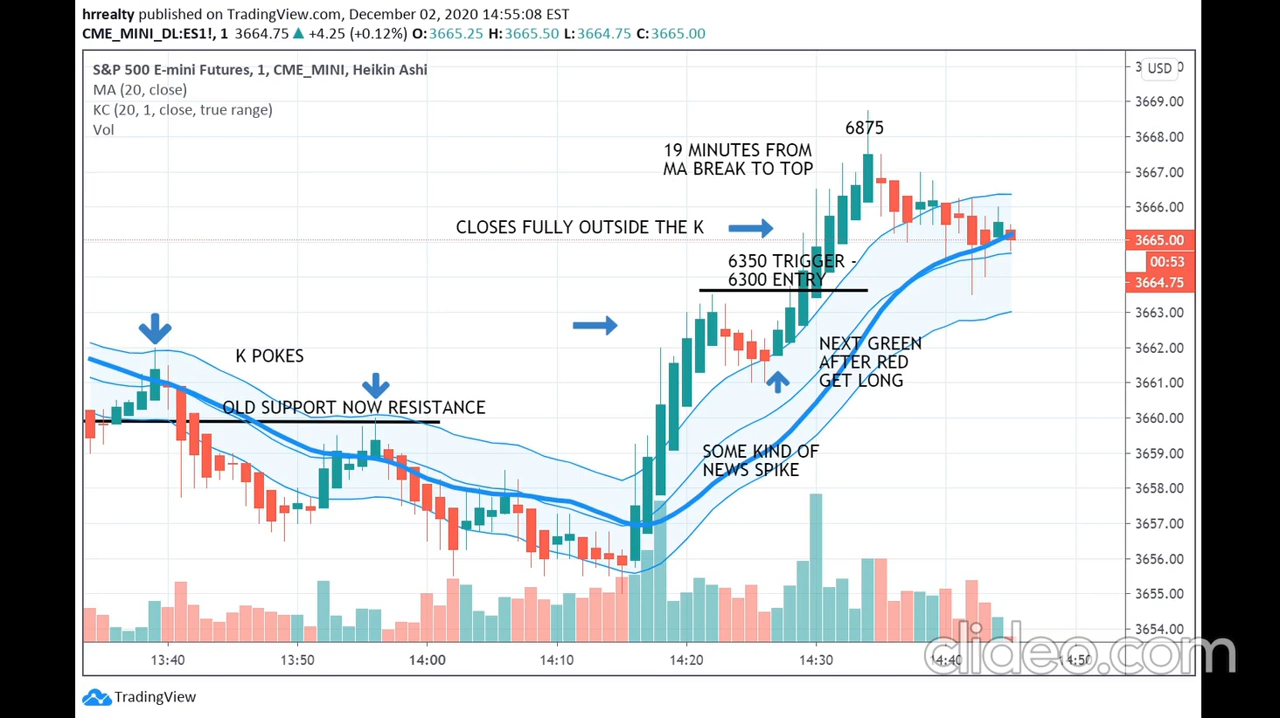 hrrealty published on TradingView.com, December 02, 2020 14:55:08 EST
CME_MINI_DL:ES1!, 1 3664.75 ▲ +4.25 (+0.12%) O:3665.25 H:3665.50 L:3664.75 C:3665.00
S&P 500 E-mini Futures, 1, CME_MINI, Heikin Ashi
MA (20, close)
KC (20, 1, close, true range)
Vol
USD
3669.00
3668.00
3667.00
3666.00
3665.00
00:53
3664.75
3663.00
3662.00
3661.00
3660.00
3659.00
3658.00
3657.00
3656.00
3655.00
3654.00
6875
19 MINUTES FROM
MA BREAK TO TOP
CLOSES FULLY OUTSIDE THE K
6350 TRIGGER -
6300 ENTRY
K POKES
OLD SUPPORT NOW RESISTANCE
NEXT GREEN
AFTER RED
GET LONG
SOME KIND OF
NEWS SPIKE
13:40 13:50 14:00 14:10 14:20 14:30 14:40 14:50
clideo.com
TradingView